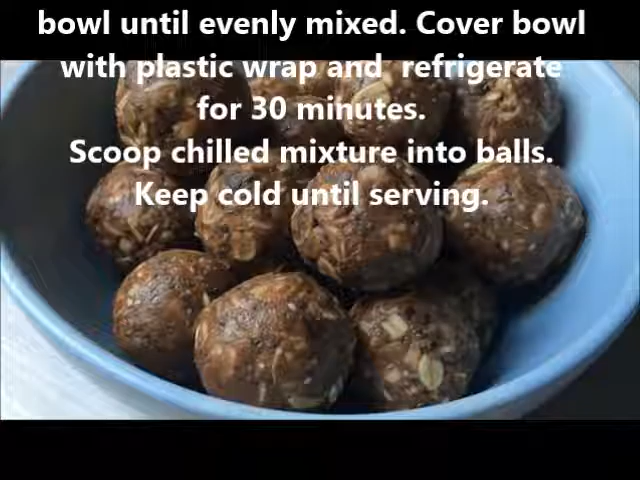 bowl until evenly mixed. Cover bowl
with plastic wrap and  refrigerate
for 30 minutes.
Scoop chilled mixture into balls.
Keep cold until serving.